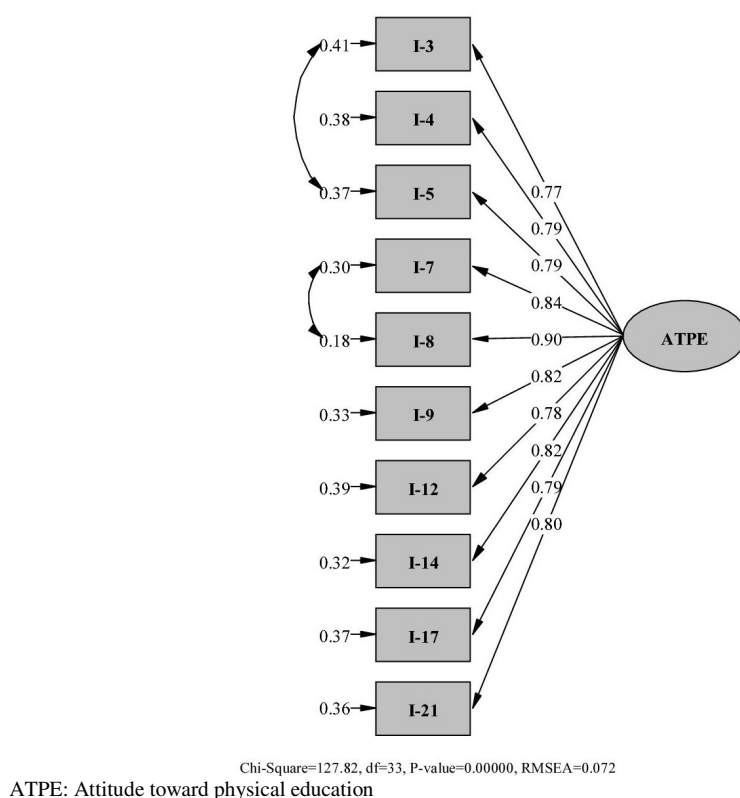 0.41 I-3
0.38 I-4
0.37 I-5 0.77
0.79
0.79
0.30 I-7
0.84
0.18 I-8 0.90 ATPE
0.82
0.33 I-9 0.78
0.82
0.39 I-12 0.79
0.80
0.32 I-14
0.37 I-17
0.36 I-21
Chi-Square=127.82, df=33, P-value=0.00000, RMSEA=0.072
ATPE: Attitude toward physical education